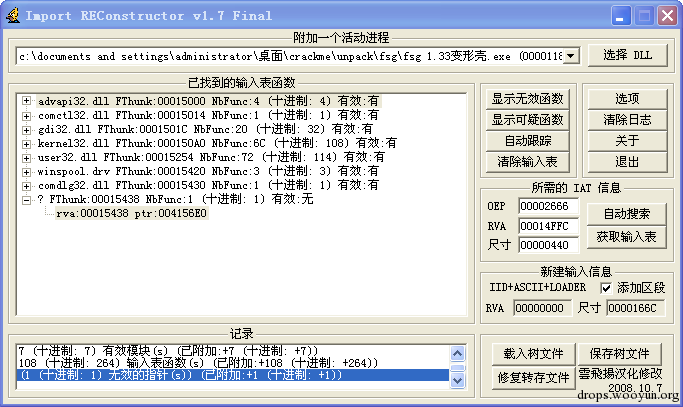 Import REConstructor v1.7 Final
附加一个活动进程
c:\documents and settings\administrator\桌面\crackme\unpack\fsg\fsg 1.33变形壳.exe (0000118
选择 DLL
已找到的输入表函数
advapi32.dll FThunk:00015000 NbFunc:4 (十进制: 4) 有效:有
comctl32.dll FThunk:00015014 NbFunc:1 (十进制: 1) 有效:有
gdi32.dll FThunk:0001501C NbFunc:20 (十进制: 32) 有效:有
kernel32.dll FThunk:000150A0 NbFunc:6C (十进制: 108) 有效:有
user32.dll FThunk:00015254 NbFunc:72 (十进制: 114) 有效:有
winspool.drv FThunk:00015420 NbFunc:3 (十进制: 3) 有效:有
comdlg32.dll FThunk:00015430 NbFunc:1 (十进制: 1) 有效:有
? FThunk:00015438 NbFunc:1 (十进制: 1) 有效:无
rva:00015438 ptr:004156E0
显示无效函数
显示可疑函数
自动跟踪
清除输入表
选项
清除日志
关于
退出
所需的 IAT 信息
OEP 00002666
RVA 00014FFC
尺寸 00000440
自动搜索
获取输入表
新建输入信息
IID+ASCII+LOADER 添加区段
RVA 00000000 尺寸 0000166C
记录
7 (十进制: 7) 有效模块(s) (已附加:+7 (十进制: +7))
108 (十进制: 264) 输入表函数(s) (已附加:+108 (十进制: +264))
(1 (十进制: 1) 无效的指针(s)) (已附加:+1 (十进制: +1))
载入树文件
保存树文件
修复转存文件
雲飛揚汉化修改
2008.10.7
drops.wooyun.org